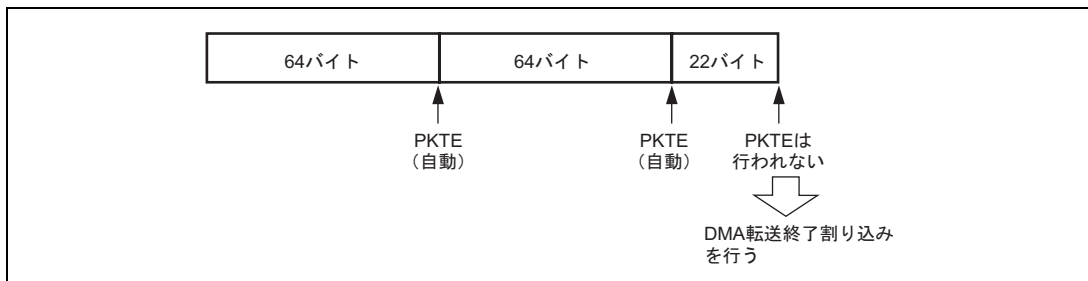 64バイト
64バイト
22バイト
PKTE
（自動）
PKTE
（自動）
PKTEは
行われない
DMA転送終了割り込み
を行う